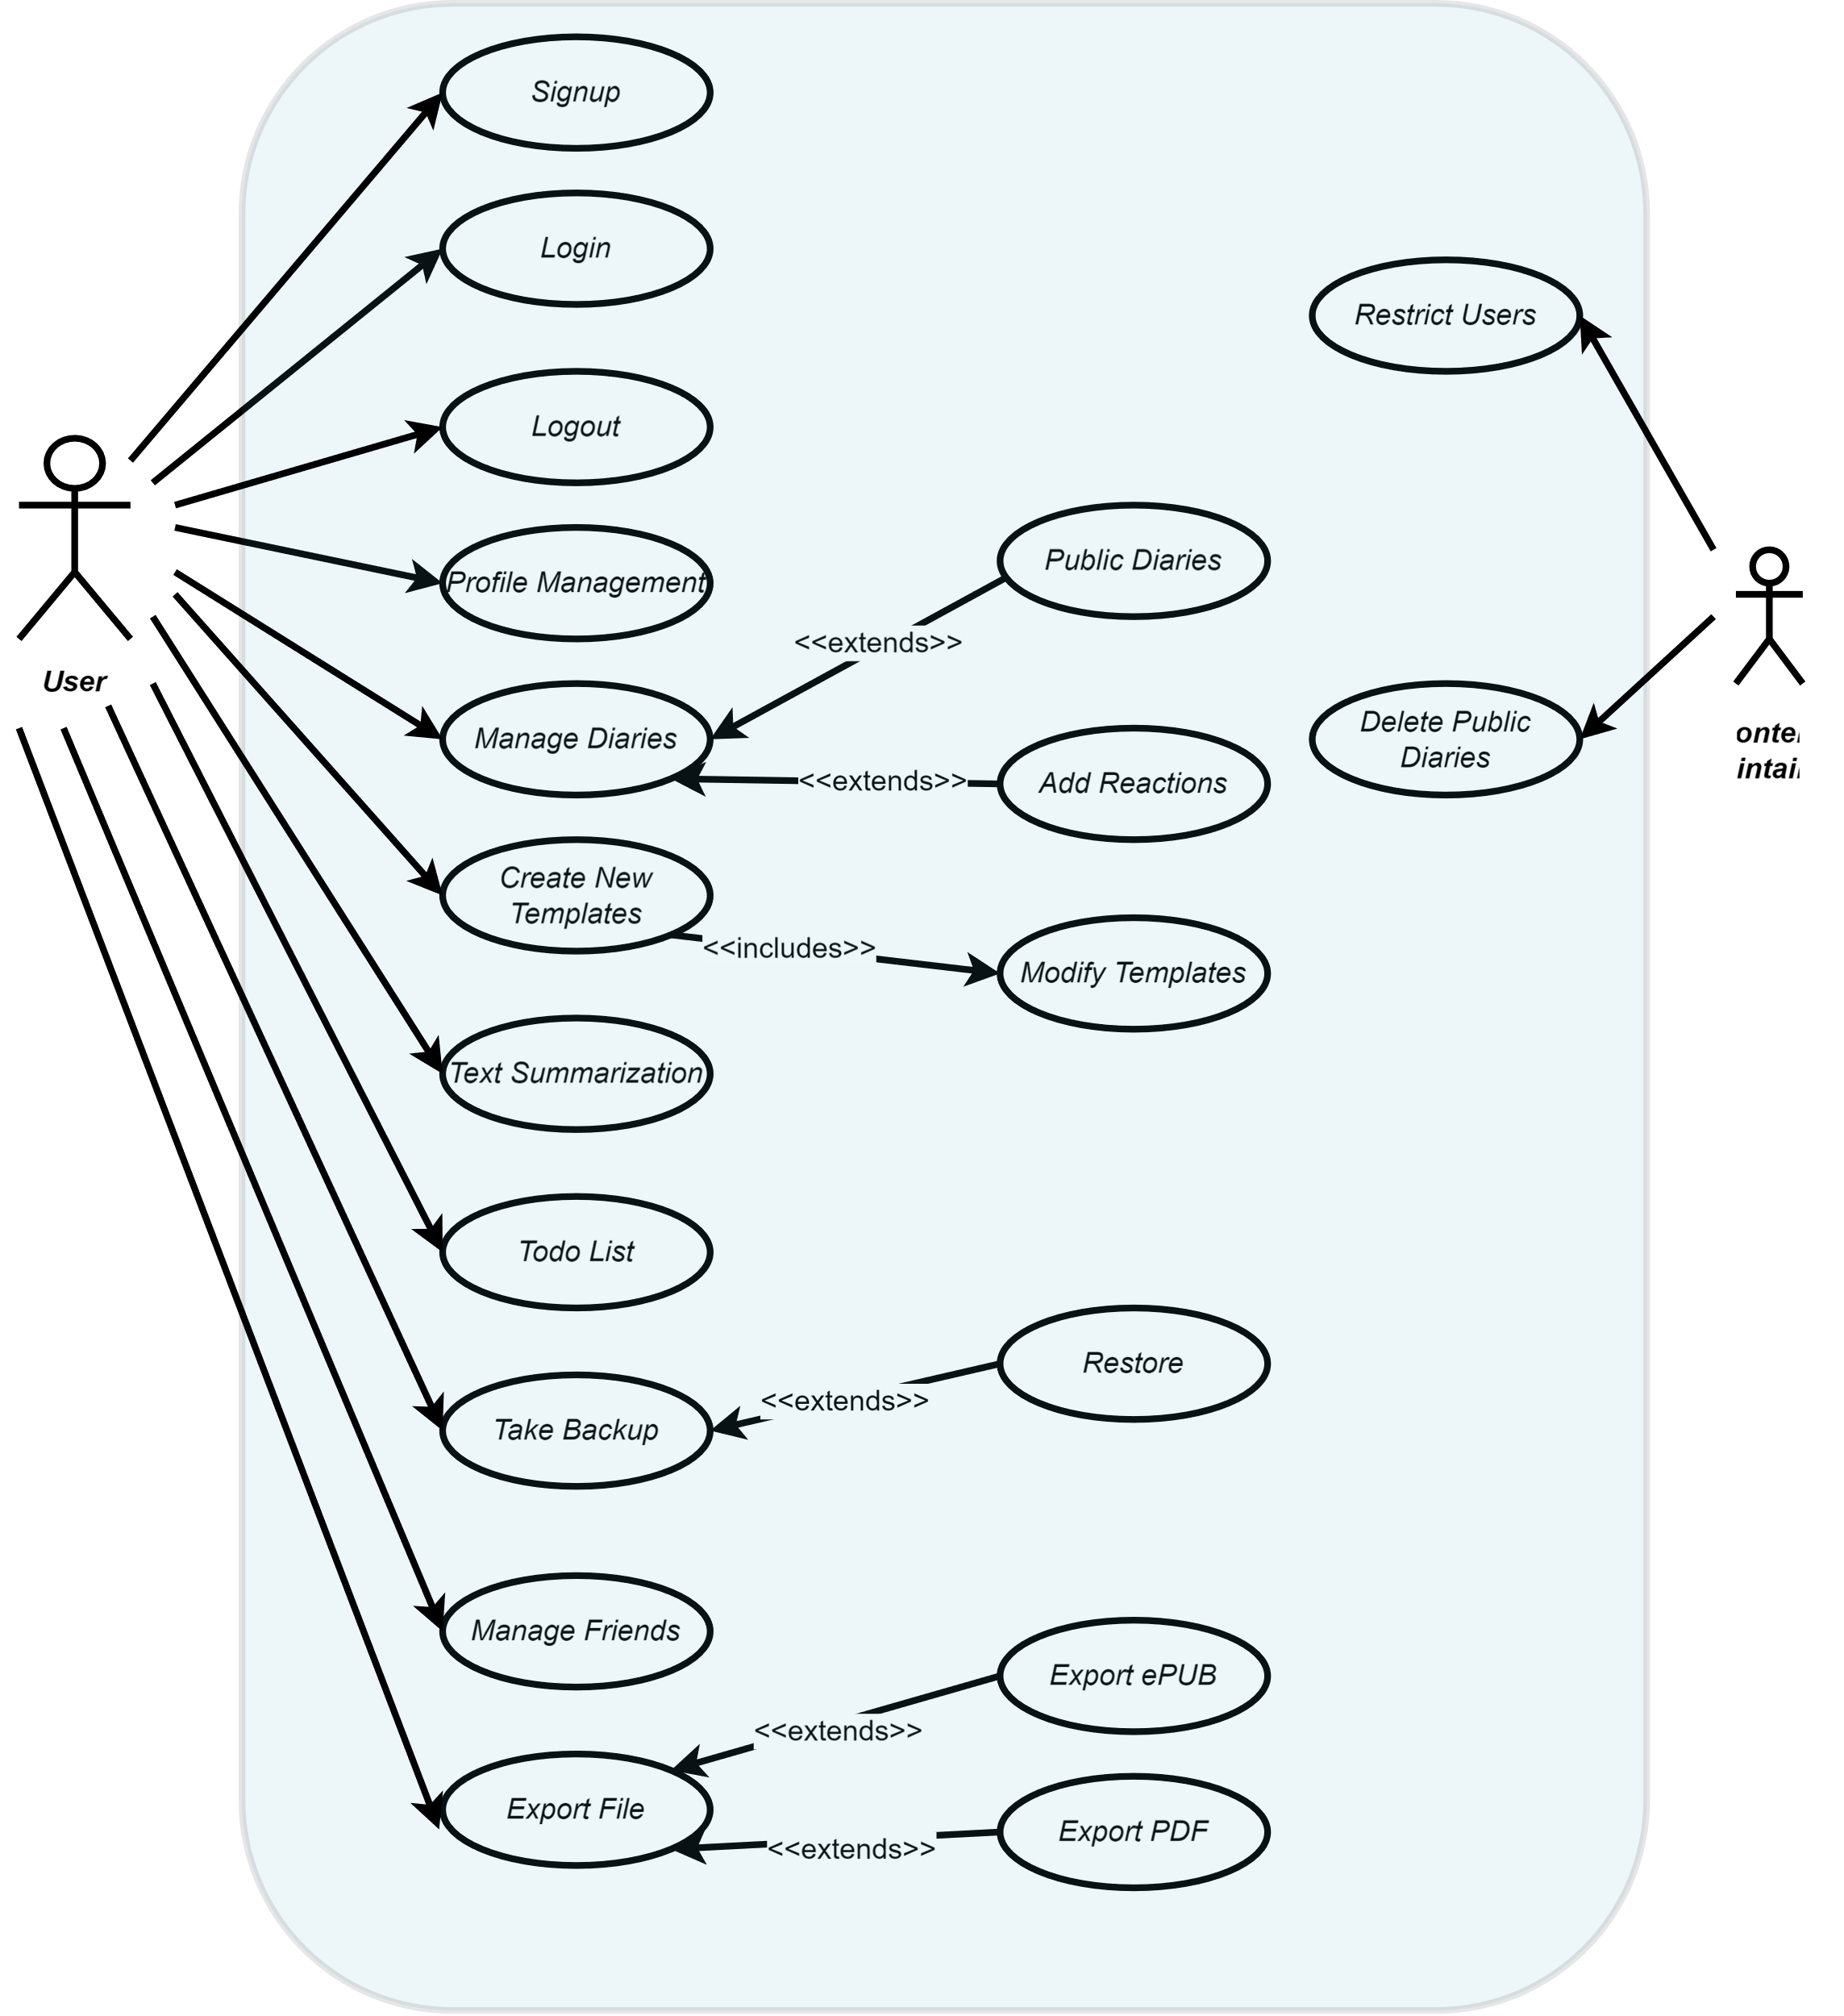 Signup
Login
Restrict Users
Logout
Public Diaries
Profile Management
<<extends>>
User
Manage Diaries
Delete Public
Diaries
<<extends>>
Add Reactions
Create New
Templates
<<includes>>
Modify Templates
Text Summarization
Todo List
Restore
<<extends>>
Take Backup
Manage Friends
Export ePUB
<<extends>>
Export File
Export PDF
<<extends>>